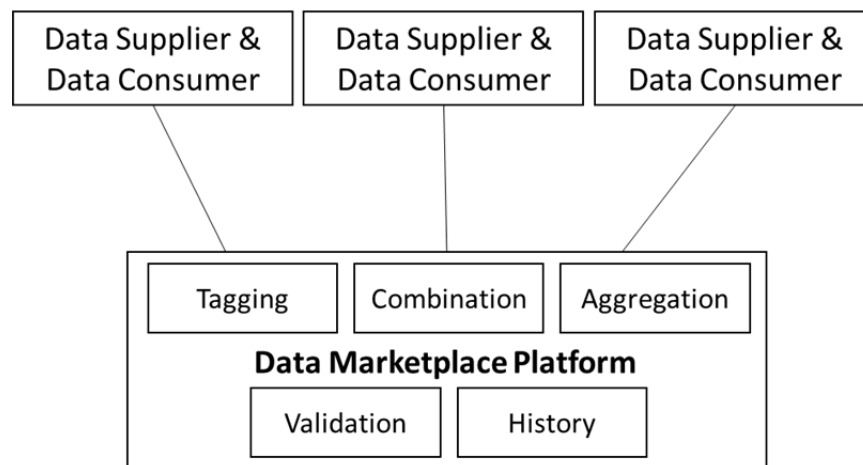 Data Supplier &
Data Consumer
Data Supplier &
Data Consumer
Data Supplier &
Data Consumer
Tagging
Combination
Aggregation
Data Marketplace Platform
Validation
History